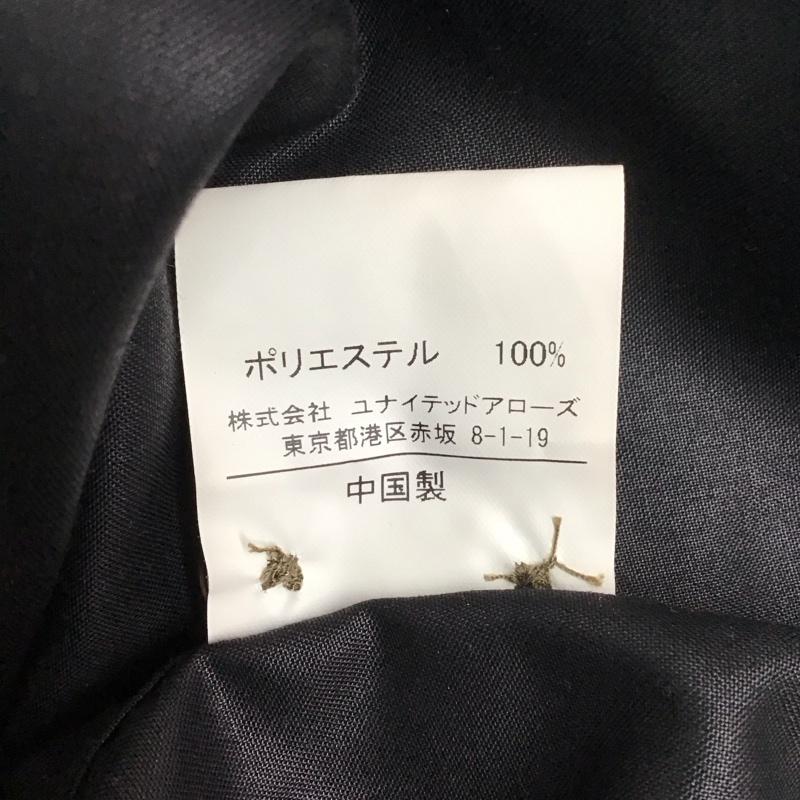 ポリエステル 100%
株式会社 ユナイテッドアローズ
東京都港区赤坂 8-1-19
中国製